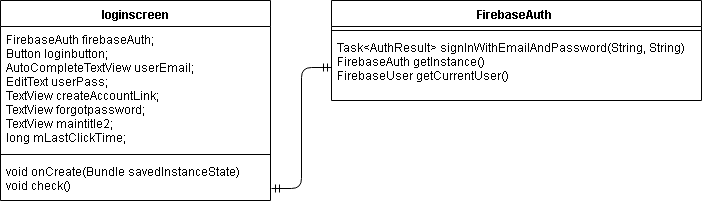 loginscreen
FirebaseAuth firebaseAuth;
Button loginbutton;
AutoCompleteTextView userEmail;
EditText userPass;
TextView createAccountLink;
TextView forgotpassword;
TextView maintitle2;
long mLastClickTime;
void onCreate(Bundle savedInstanceState)
void check()
FirebaseAuth
Task<AuthResult> signInWithEmailAndPassword(String, String)
FirebaseAuth getInstance()
FirebaseUser getCurrentUser()